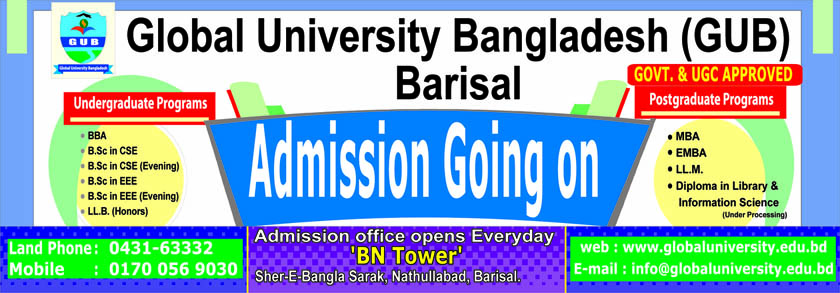 GUB
Global University Bangladesh
Global University Bangladesh (GUB)
Barisal
GOVT. & UGC APPROVED
Undergraduate Programs
BBA
B.Sc in CSE
B.Sc in CSE (Evening)
B.Sc in EEE
B.Sc in EEE (Evening)
LL.B. (Honors)
Admission Going on
Postgraduate Programs
MBA
EMBA
LL.M.
Diploma in Library &
Information Science
(Under Processing)
Land Phone : 0431-63332
Mobile : 0170 056 9030
Admission office opens Everyday
'BN Tower'
Sher-E-Bangla Sarak, Nathullabad, Barisal.
web : www.globaluniversity.edu.bd
E-mail : info@globaluniversity.edu.bd